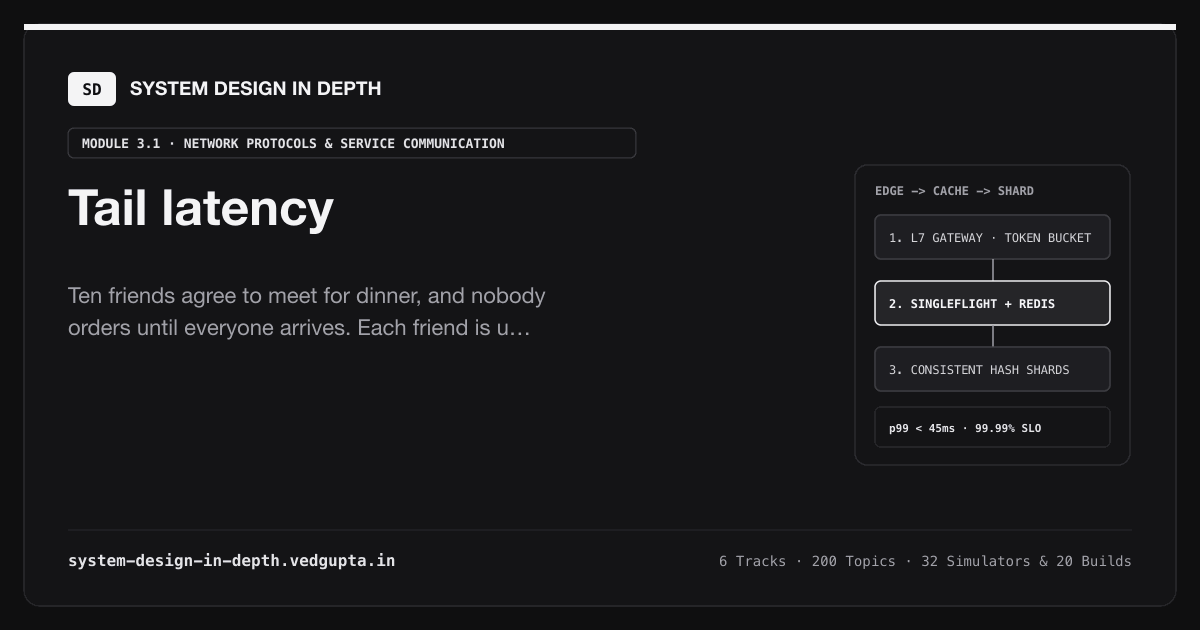 SD SYSTEM DESIGN IN DEPTH
MODULE 3.1 · NETWORK PROTOCOLS & SERVICE COMMUNICATION
Tail latency
Ten friends agree to meet for dinner, and nobody
orders until everyone arrives. Each friend is u…
EDGE —> CACHE —> SHARD
1. L7 GATEWAY · TOKEN BUCKET
2. SINGLEFLIGHT + REDIS
3. CONSISTENT HASH SHARDS
p99 < 45ms · 99.99% SLO
system-design-in-depth.vedgupta.in
6 Tracks · 200 Topics · 32 Simulators & 20 Builds